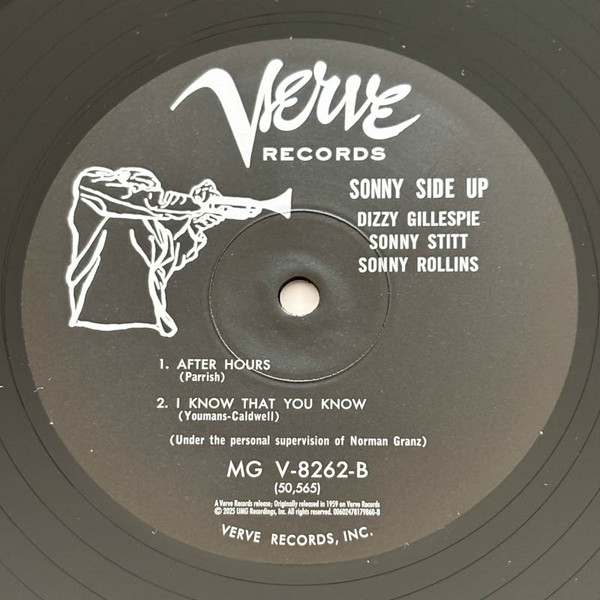 Verve
RECORDS
SONNY SIDE UP
DIZZY GILLESPIE
SONNY STITT
SONNY ROLLINS
1. AFTER HOURS
(Parrish)
2. I KNOW THAT YOU KNOW
(Youmans-Caldwell)
(Under the personal supervision of Norman Granz)
MG V-8262-B
(50,565)
A Verve Records release; Originally released in 1959 on Verve Records
© 2025 UMG Recordings, Inc. All rights reserved. 00602478179860-B
VERVE RECORDS, INC.